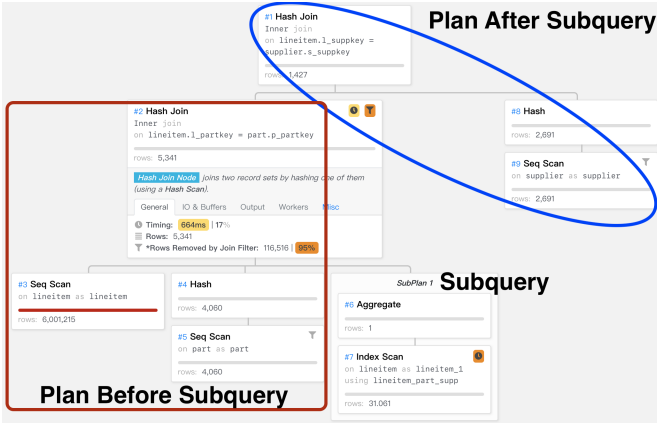 #1 Hash Join
Inner join
on lineitem.l_suppkey =
supplier.s_suppkey
rows: 1,427
Plan After Subquery
#2 Hash Join
Inner join
on lineitem.l_partkey = part.p_partkey
rows: 5,341
Hash Join Node joins two record sets by hashing one of them
(using a Hash Scan).
General IO & Buffers Output Workers Misc
Timing: 664ms | 17%
Rows: 5,341
*Rows Removed by Join Filter: 116,516 | 95%
#8 Hash
rows: 2,691
#9 Seq Scan
on supplier as supplier
rows: 2,691
#3 Seq Scan
on lineitem as lineitem
rows: 6,001,215
#4 Hash
rows: 4,060
#5 Seq Scan
on part as part
rows: 4,060
Plan Before Subquery
SubPlan 1
Subquery
#6 Aggregate
rows: 1
#7 Index Scan
on lineitem as lineitem_1
using lineitem_part_supp
rows: 31.061